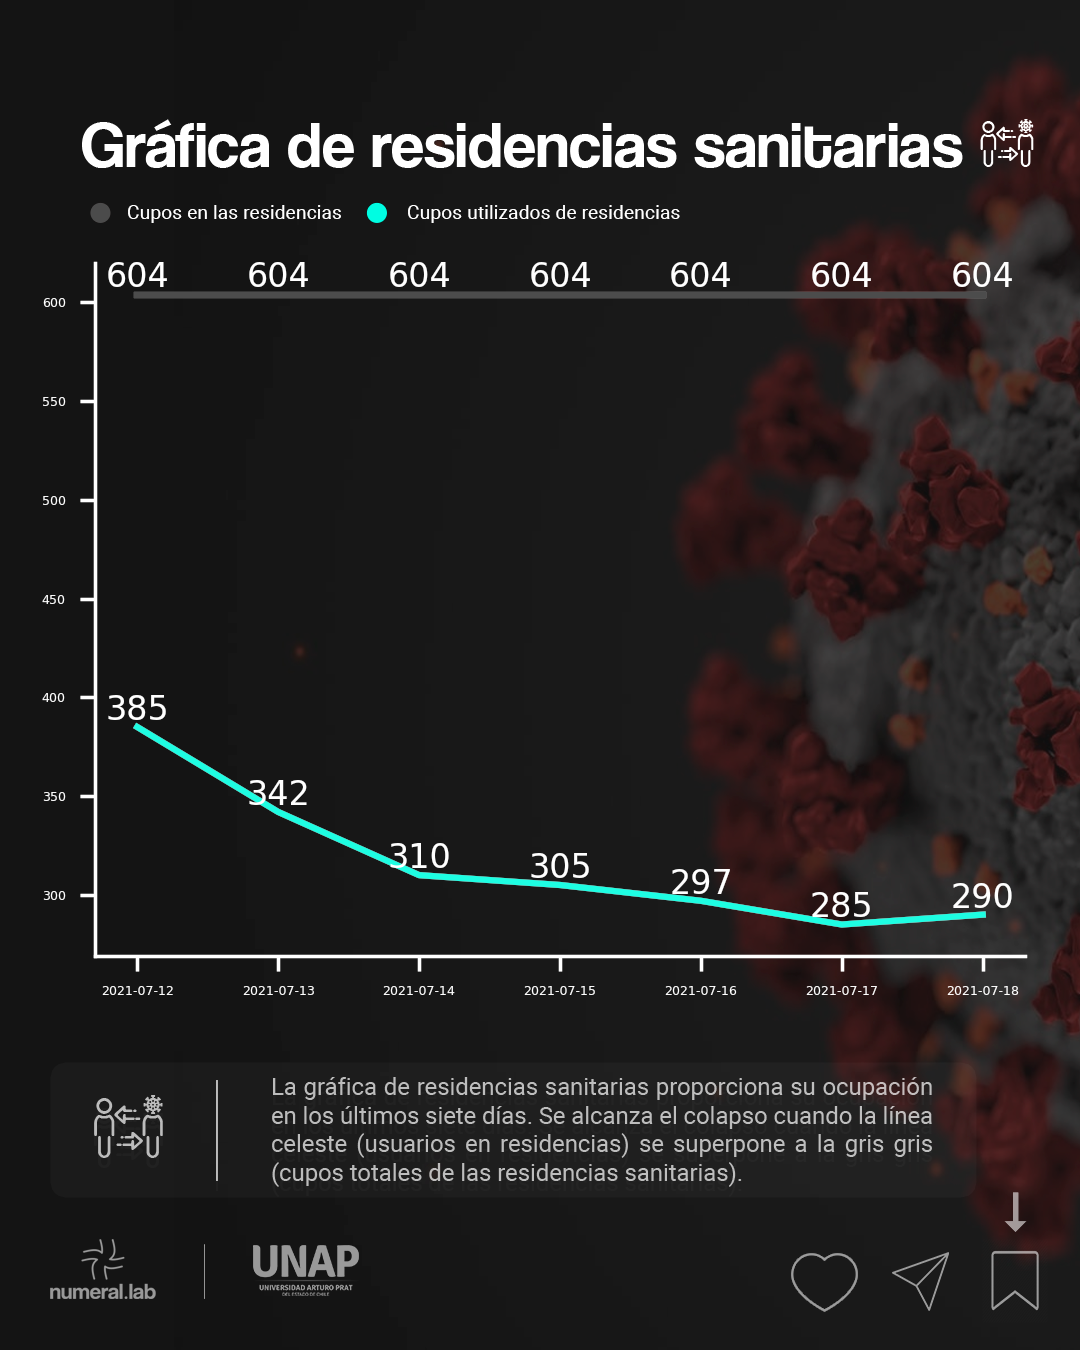 Gráfica de residencias sanitarias
Cupos en las residencias Cupos utilizados de residencias
604 604 604 604 604 604 604
600
550
500
450
400
350
300
385
342
310
305
297
285
290
2021-07-12 2021-07-13 2021-07-14 2021-07-15 2021-07-16 2021-07-17 2021-07-18
La gráfica de residencias sanitarias proporciona su ocupación
en los últimos siete días. Se alcanza el colapso cuando la línea
celeste (usuarios en residencias) se superpone a la gris gris
(cupos totales de las residencias sanitarias).
numeral.lab
UNAP
UNIVERSIDAD ARTURO PRAT
DEL ESTADO DE CHILE